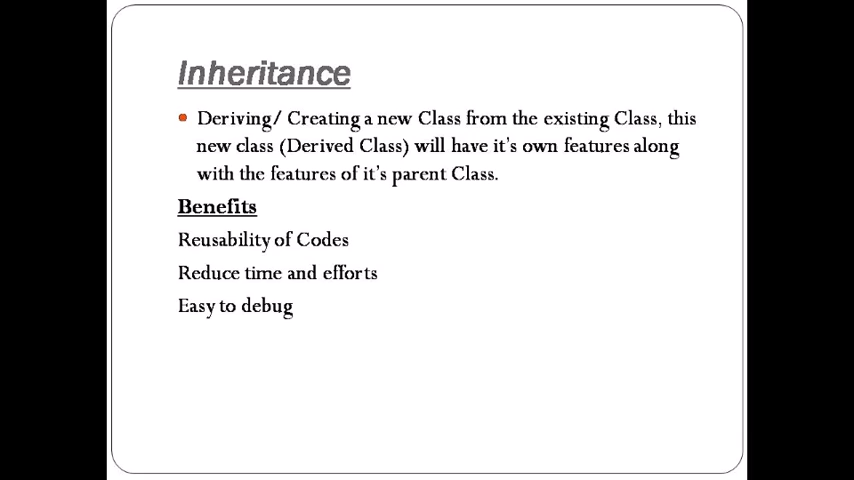 Inheritance
Deriving/ Creating a new Class from the existing Class, this
new class (Derived Class) will have it's own features along
with the features of it's parent Class.
Benefits
Reusability of Codes
Reduce time and efforts
Easy to debug